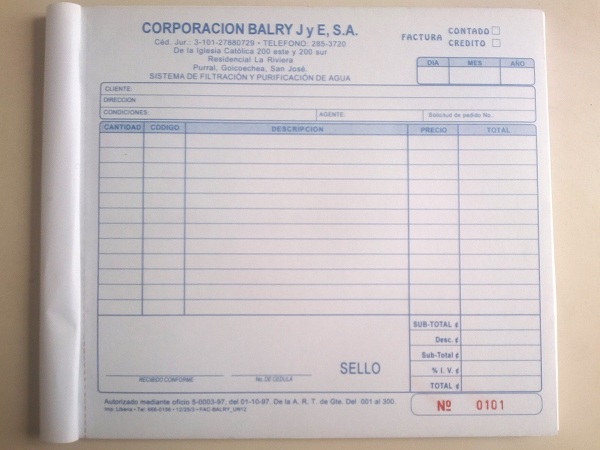 CORPORACION BALRY J y E, S.A.
Céd. Jur.: 3-101-27880729 • TELEFONO: 285-3720
De la Iglesia Católica 200 este y 200 sur
Residencial La Riviera
Purral, Goicoechea, San José.
SISTEMA DE FILTRACIÓN Y PURIFICACIÓN DE AGUA
FACTURA CONTADO
CREDITO
DIA MES AÑO
CLIENTE:
DIRECCION
CONDICIONES: AGENTE: Solicitud de pedido No.:
CANTIDAD CODIGO DESCRIPCION PRECIO TOTAL
SUB-TOTAL ¢
Desc. ¢
Sub-Total ¢
% I. V. ¢
TOTAL ¢
RECIBIDO CONFORME No. DE CEDULA SELLO
Autorizado mediante oficio 5-0003-97, del 01-10-97. De la A. R. T. de Gte. Del 001 al 300.
Imp. Liberia • Tel: 666-0196 • 12/20/3 • FAC-BALRY_UW12
Nº 0101